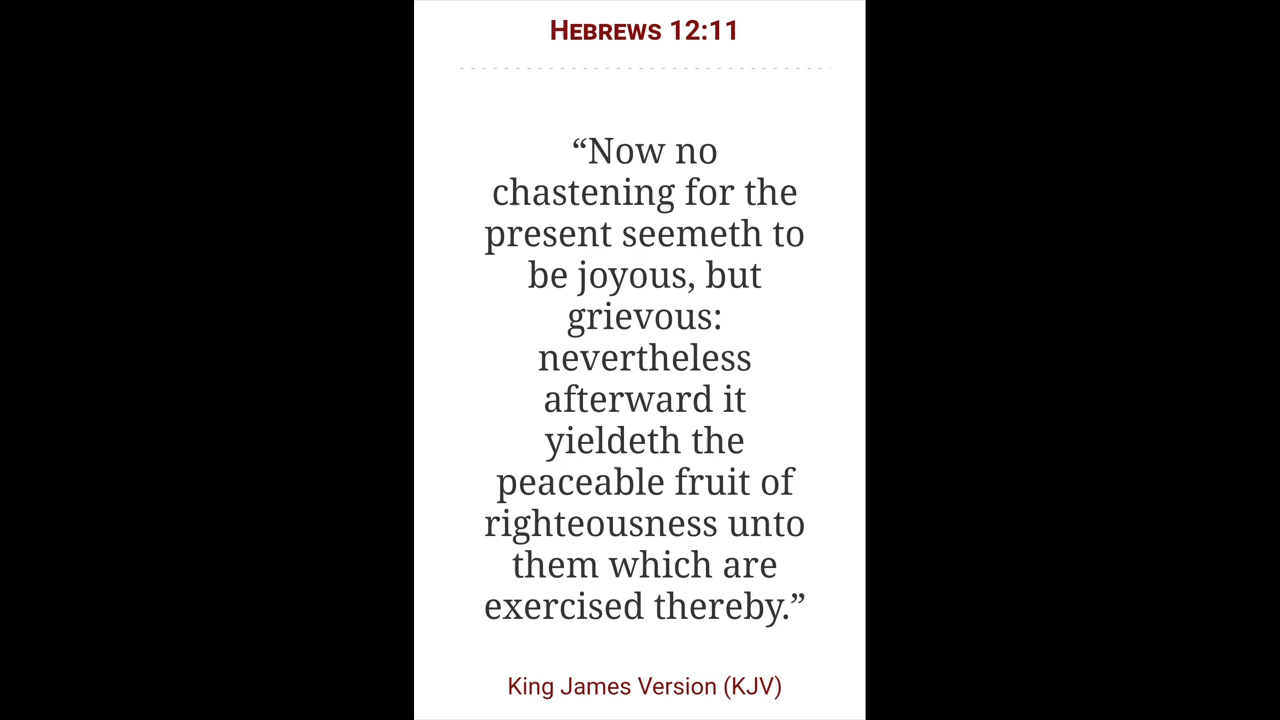 Hebrews 12:11
“Now no
chastening for the
present seemeth to
be joyous, but
grievous:
nevertheless
afterward it
yieldeth the
peaceable fruit of
righteousness unto
them which are
exercised thereby.”
King James Version (KJV)